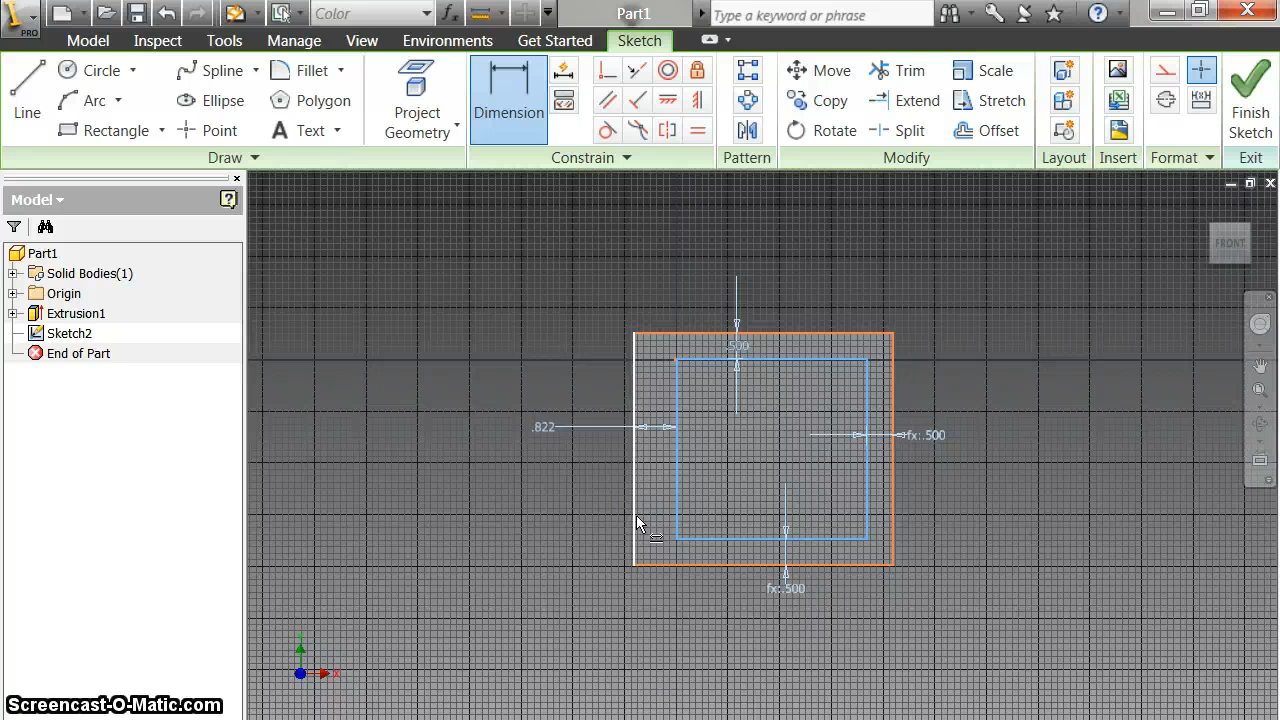 PRO
Color
Part1
Type a keyword or phrase
Model Inspect Tools Manage View Environments Get Started Sketch
Line
Circle
Arc
Rectangle
Spline
Ellipse
Point
Fillet
Polygon
Text
Project
Geometry
Dimension
Move
Copy
Rotate
Trim
Extend
Split
Scale
Stretch
Offset
Finish
Sketch
Draw
Constrain
Pattern
Modify
Layout
Insert
Format
Exit
Model
Part1
Solid Bodies(1)
Origin
Extrusion1
Sketch2
End of Part
FRONT
.500
.822
fx:.500
fx:.500
x
Screencast-O-Matic.com